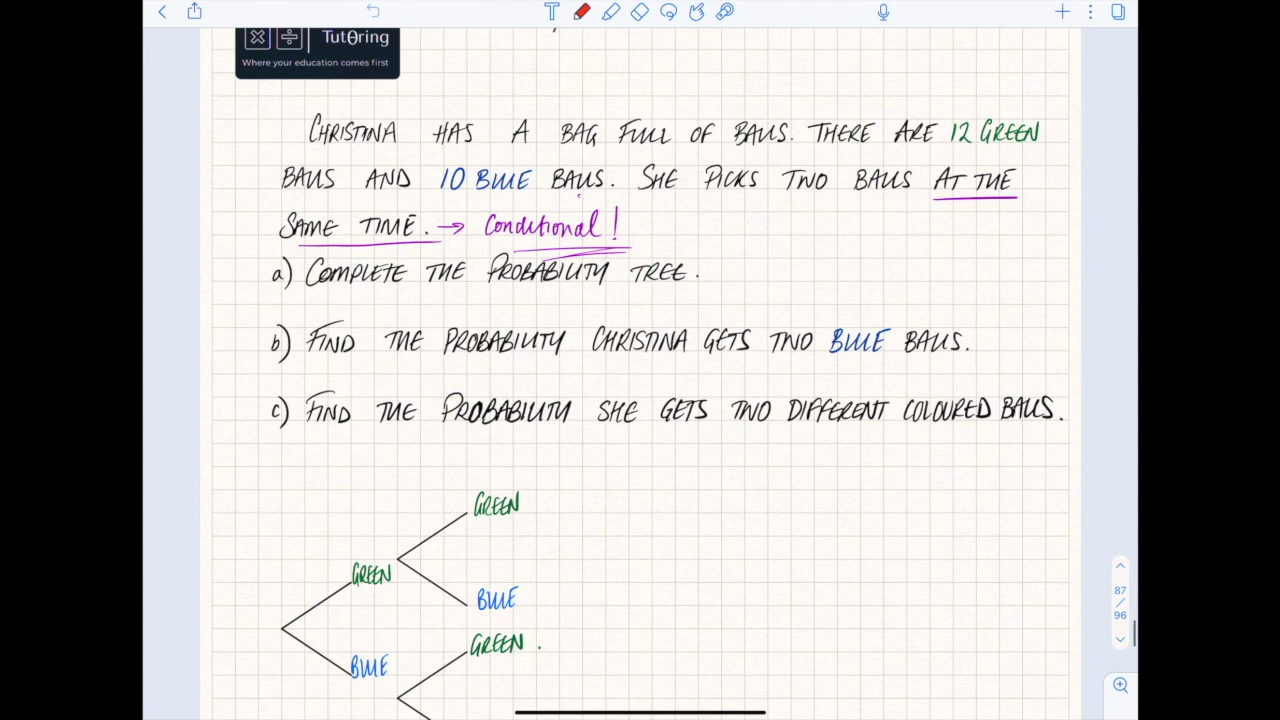 Tutoring
Where your education comes first
CHRISTINA HAS A BAG FULL OF BALLS. THERE ARE 12 GREEN
BALLS AND 10 BLUE BALLS. SHE PICKS TWO BALLS AT THE
SAME TIME. → Conditional!
a) COMPLETE THE PROBABILITY TREE.
b) FIND THE PROBABILITY CHRISTINA GETS TWO BLUE BALLS.
c) FIND THE PROBABILITY SHE GETS TWO DIFFERENT COLOURED BALLS.
GREEN
GREEN
BLUE
GREEN.
BLUE
87
/
96